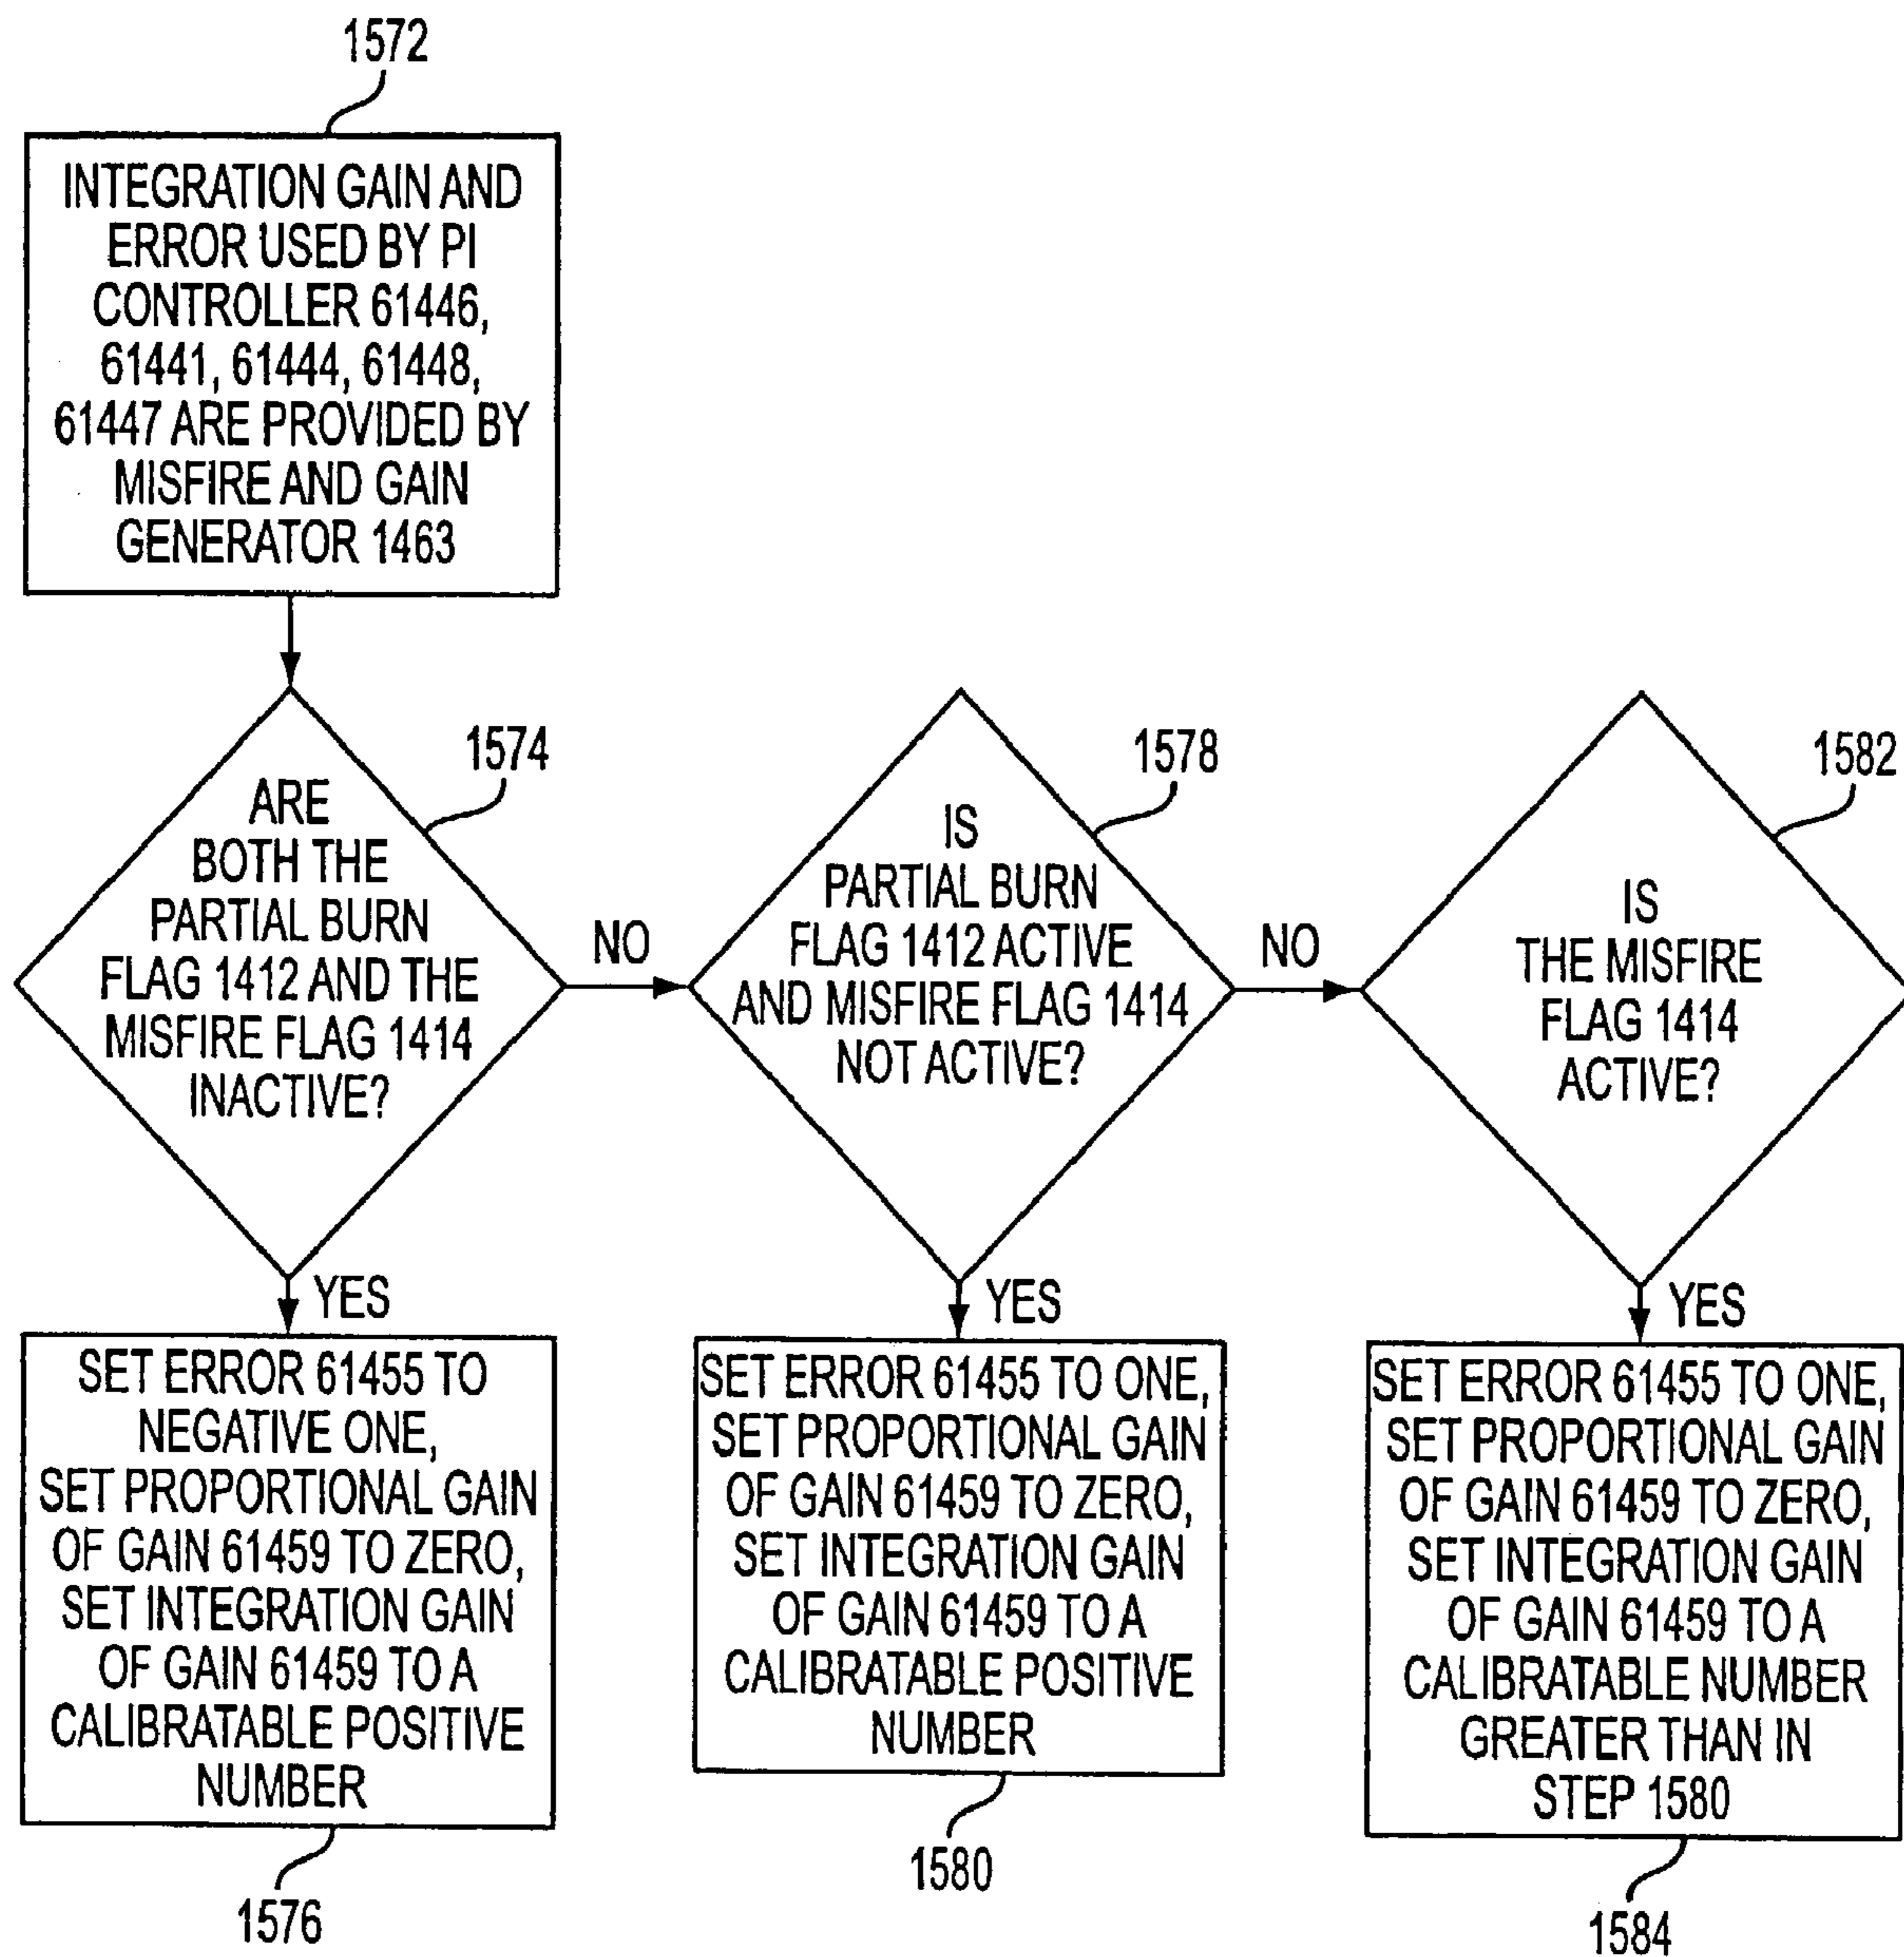 1572
INTEGRATION GAIN AND
ERROR USED BY PI
CONTROLLER 61446,
61441, 61444, 61448,
61447 ARE PROVIDED BY
MISFIRE AND GAIN
GENERATOR 1463
1574
ARE
BOTH THE
PARTIAL BURN
FLAG 1412 AND THE
MISFIRE FLAG 1414
INACTIVE?
NO
1578
IS
PARTIAL BURN
FLAG 1412 ACTIVE
AND MISFIRE FLAG 1414
NOT ACTIVE?
NO
1582
IS
THE MISFIRE
FLAG 1414
ACTIVE?
YES
SET ERROR 61455 TO
NEGATIVE ONE,
SET PROPORTIONAL GAIN
OF GAIN 61459 TO ZERO,
SET INTEGRATION GAIN
OF GAIN 61459 TO A
CALIBRATABLE POSITIVE
NUMBER
1576
YES
SET ERROR 61455 TO ONE,
SET PROPORTIONAL GAIN
OF GAIN 61459 TO ZERO,
SET INTEGRATION GAIN
OF GAIN 61459 TO A
CALIBRATABLE POSITIVE
NUMBER
1580
YES
SET ERROR 61455 TO ONE,
SET PROPORTIONAL GAIN
OF GAIN 61459 TO ZERO,
SET INTEGRATION GAIN
OF GAIN 61459 TO A
CALIBRATABLE NUMBER
GREATER THAN IN
STEP 1580
1584